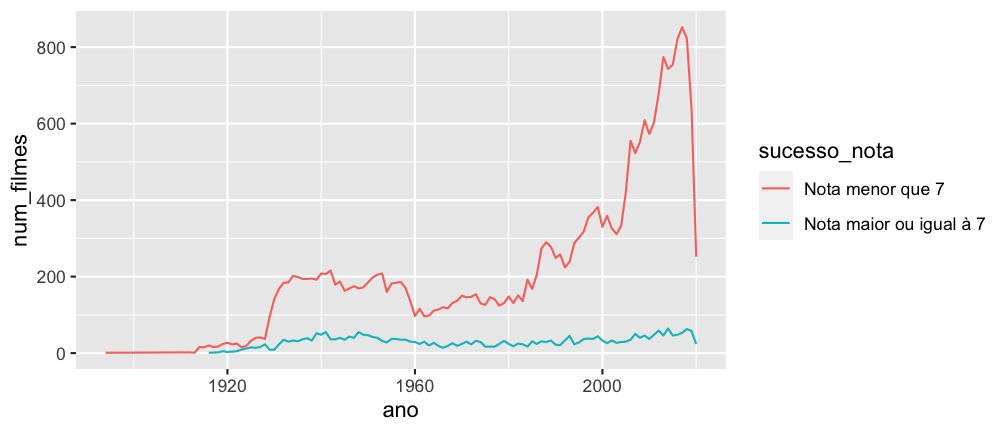 800
600
400
200
0
num_filmes
1920
1960
2000
ano
sucesso_nota
Nota menor que 7
Nota maior ou igual à 7